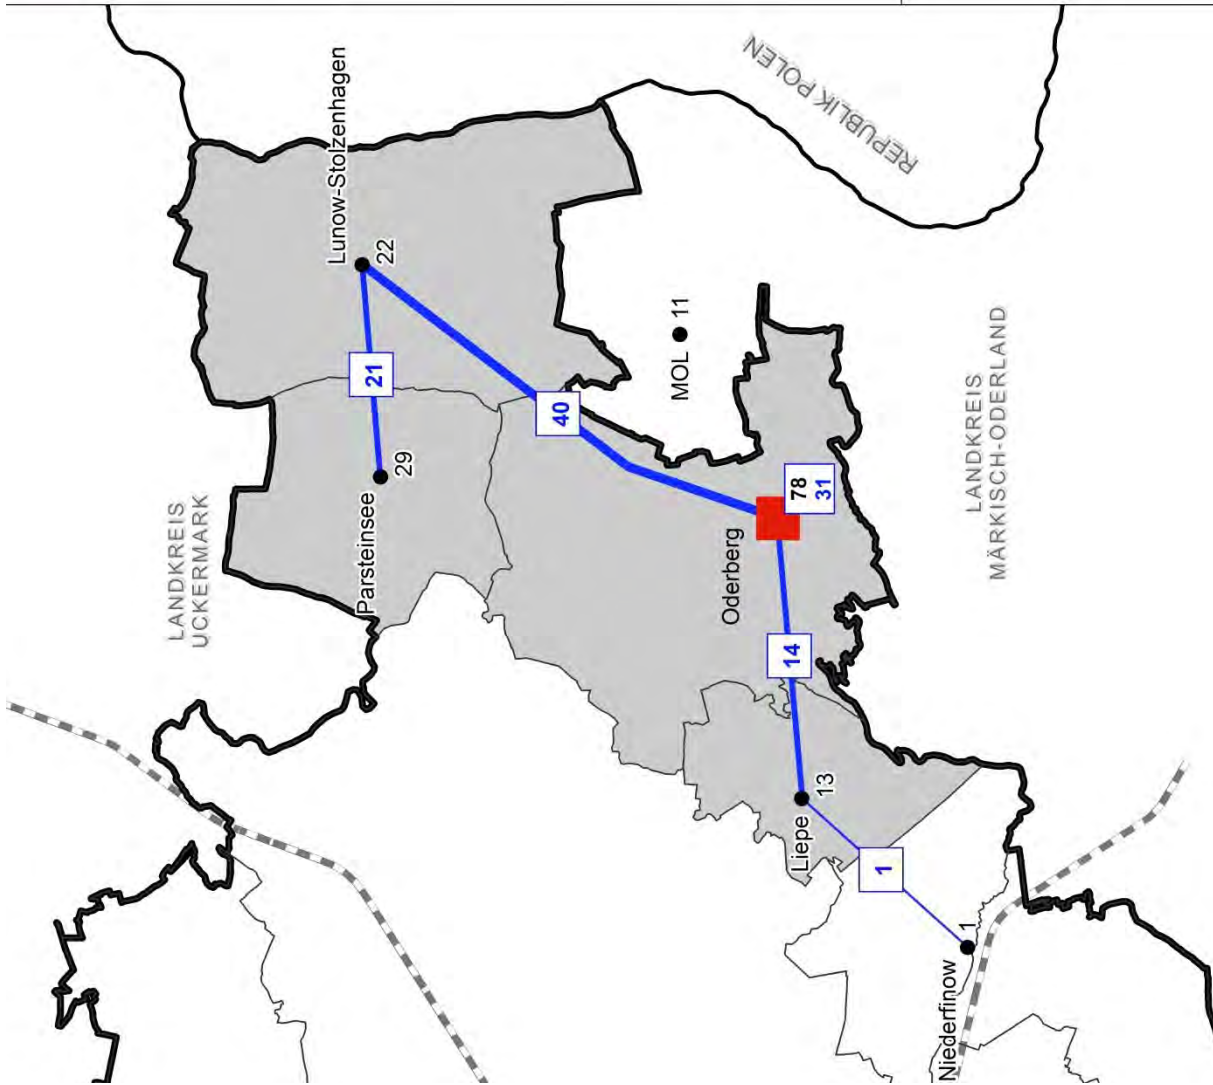 LANDKREIS
UCKERMARK
Lunow-Stolzenhagen
22
21
Parsteinsee
29
REPUBLIK POLEN
40
MOL
11
Oderberg
78
31
14
Liepe
13
LANDKREIS
MÄRKISCH-ODERLAND
1
Niederfinow
1